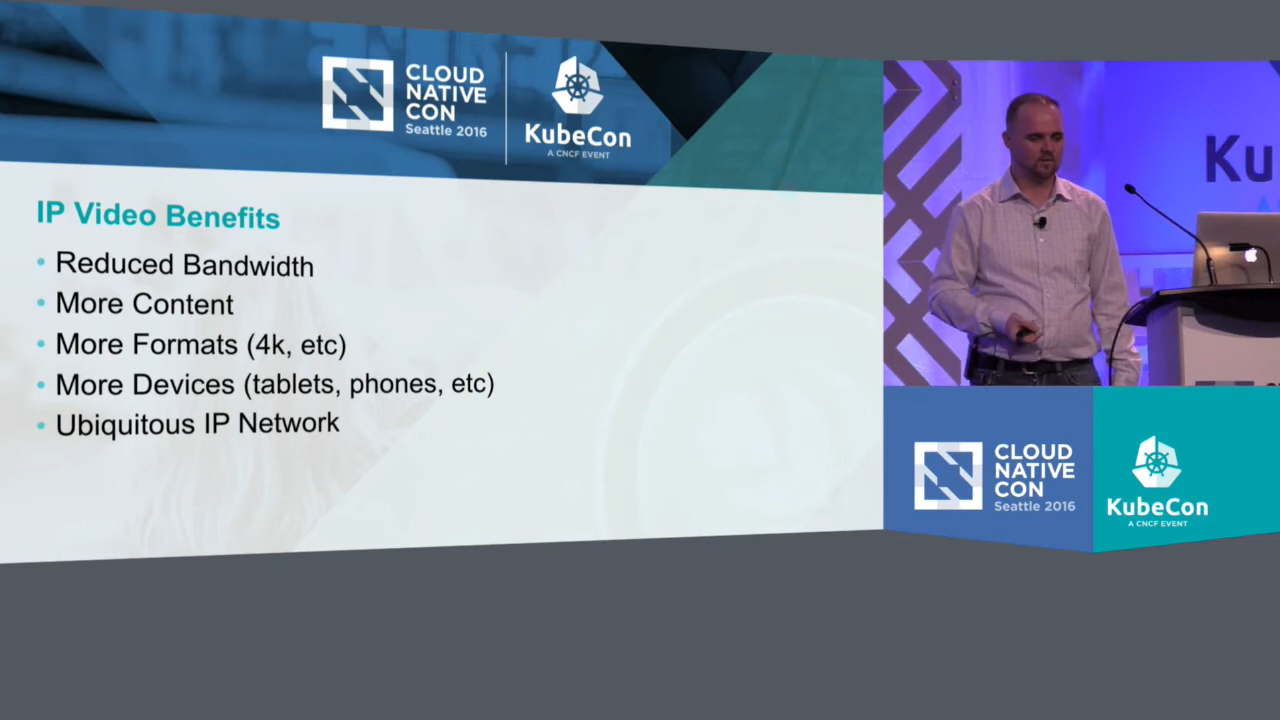 CLOUD
NATIVE
CON
Seattle 2016
KubeCon
A CNCF EVENT
IP Video Benefits
• Reduced Bandwidth
• More Content
• More Formats (4k, etc)
• More Devices (tablets, phones, etc)
• Ubiquitous IP Network
Ku
CLOUD
NATIVE
CON
Seattle 2016
KubeCon
A CNCF EVENT